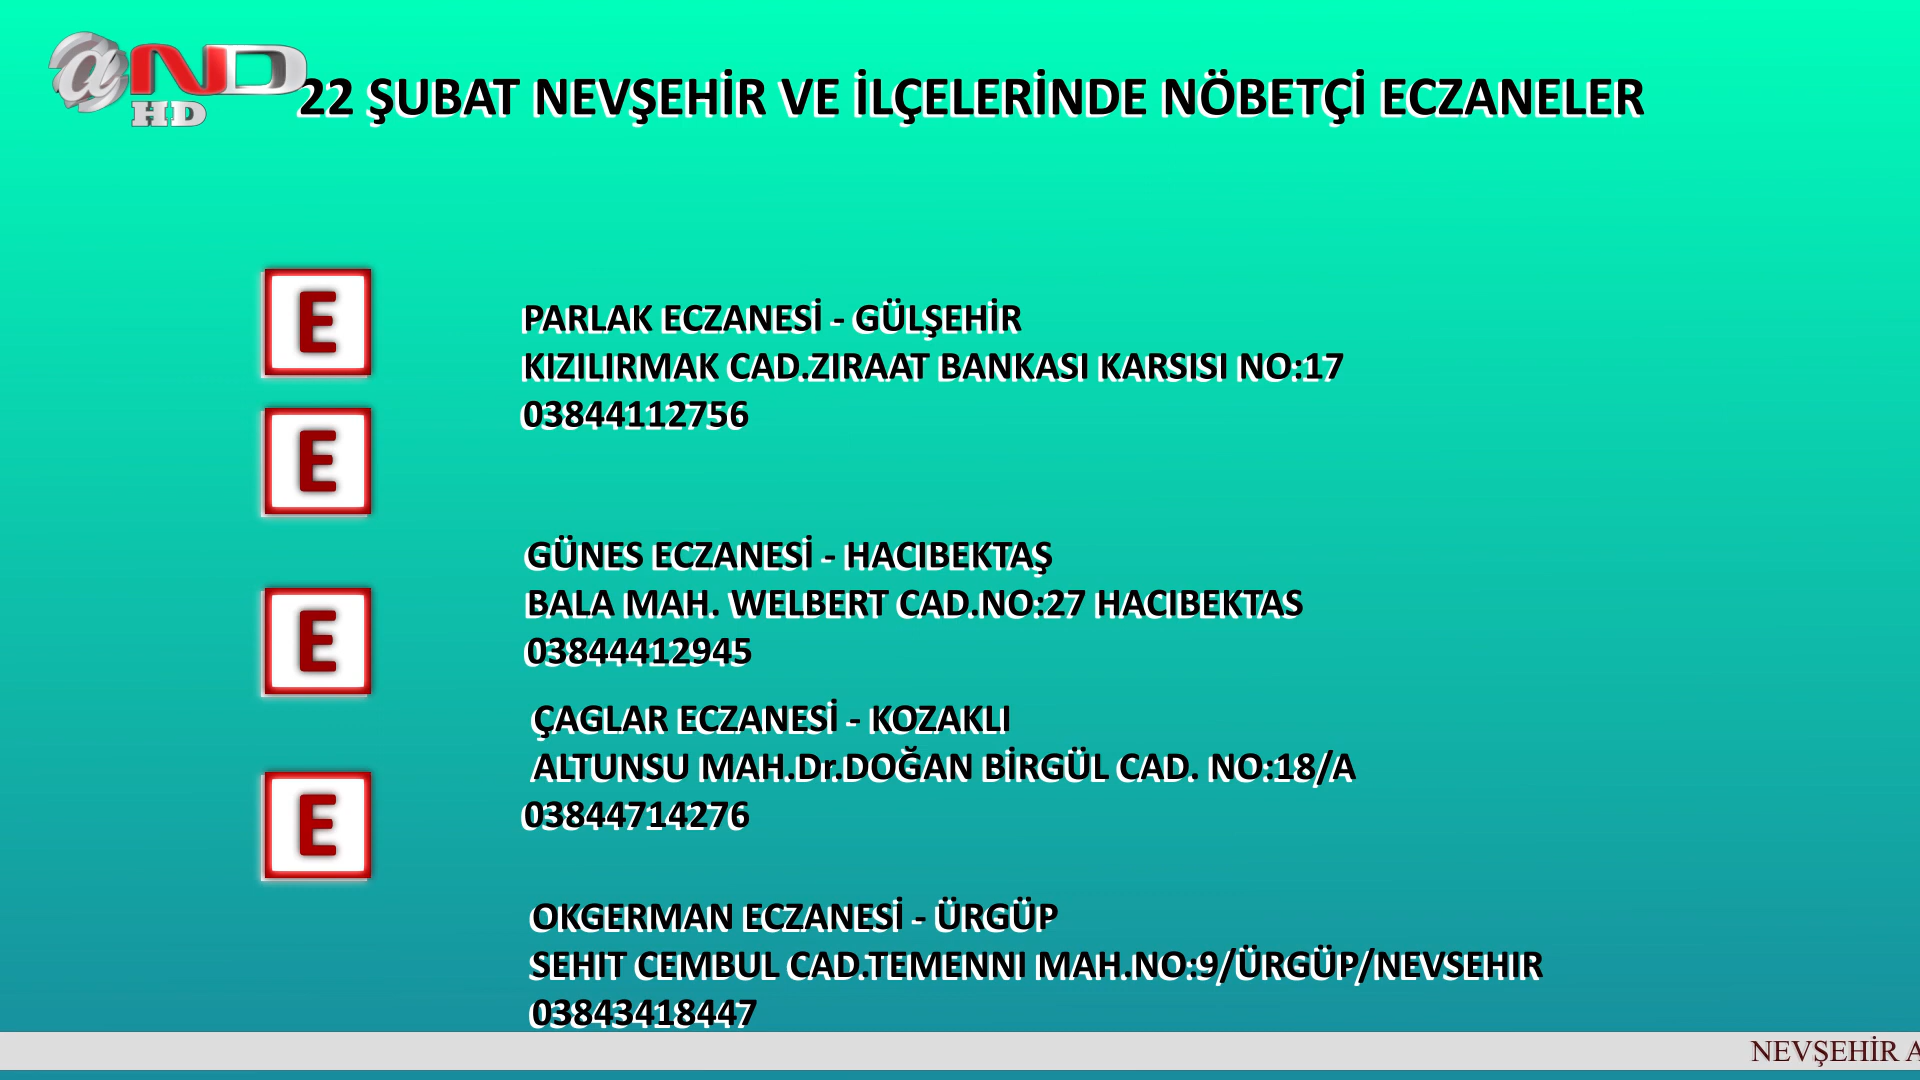 @ND
HD
22 ŞUBAT NEVŞEHİR VE İLÇELERİNDE NÖBETÇİ ECZANELER
E
PARLAK ECZANESİ - GÜLŞEHİR
KIZILIRMAK CAD.ZIRAAT BANKASI KARSISI NO:17
03844112756
E
GÜNES ECZANESİ - HACIBEKTAŞ
BALA MAH. WELBERT CAD.NO:27 HACIBEKTAS
03844412945
E
ÇAGLAR ECZANESİ - KOZAKLI
ALTUNSU MAH.Dr.DOĞAN BİRGÜL CAD. NO:18/A
03844714276
E
OKGERMAN ECZANESİ - ÜRGÜP
SEHIT CEMBUL CAD.TEMENNI MAH.NO:9/ÜRGÜP/NEVSEHIR
03843418447
NEVŞEHİR